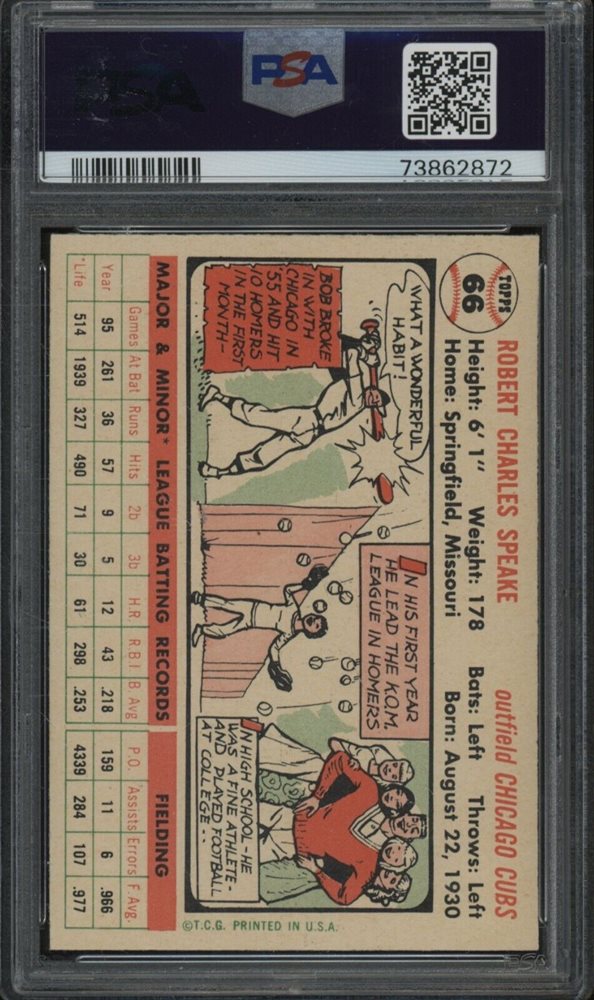 PSA
PSA
73862872
TOPPS
66
ROBERT CHARLES SPEAKE outfield CHICAGO CUBS
Height: 6' 1" Weight: 178 Bats: Left Throws: Left
Home: Springfield, Missouri Born: August 22, 1930
WHAT A WONDERFUL
HABIT!
BOB BROKE
IN WITH
CHICAGO IN
'55 AND HIT
10 HOMERS
IN THE FIRST
MONTH—
IN HIS FIRST YEAR
HE LEAD THE K.O.M.
LEAGUE IN HOMERS
IN HIGH SCHOOL-HE
WAS A FINE ATHLETE-
AND PLAYED FOOTBALL
AT COLLEGE..
MAJOR & MINOR* LEAGUE BATTING RECORDS FIELDING
Games At Bat Runs Hits 2b 3b H.R. R.B.I. B. Avg. P.O. Assists Errors F. Avg.
Year 95 261 36 57 9 5 12 43 .218 159 11 6 .966
*Life 514 1939 327 490 71 30 61 298 .253 4339 284 107 .977
©T.C.G. PRINTED IN U.S.A.
PSA